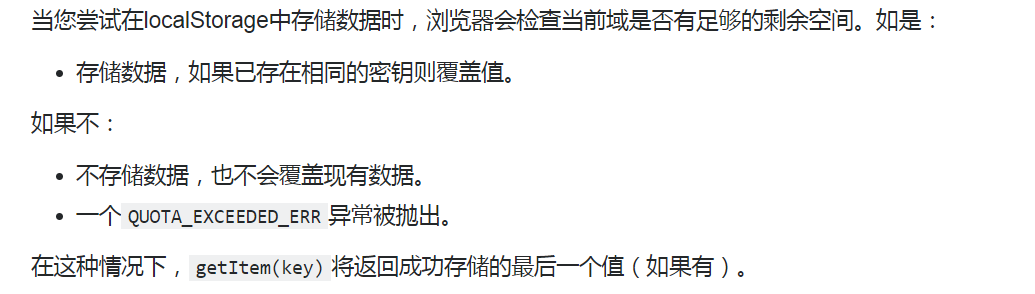 当您尝试在localStorage中存储数据时，浏览器会检查当前域是否有足够的剩余空间。如是：
• 存储数据，如果已存在相同的密钥则覆盖值。
如果不：
• 不存储数据，也不会覆盖现有数据。
• 一个 QUOTA_EXCEEDED_ERR 异常被抛出。
在这种情况下， getItem(key) 将返回成功存储的最后一个值（如果有）。